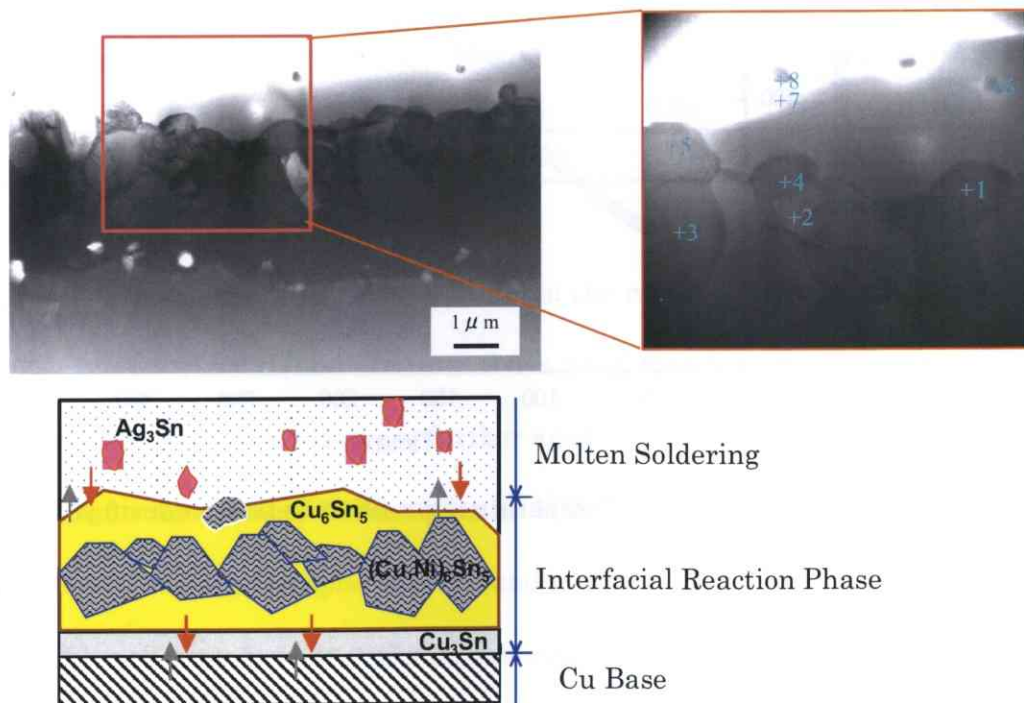 +8
+7
+6
+5
+4
+1
+2
+3
1 μ m
Ag3Sn
Molten Soldering
Cu6Sn5
(Cu,Ni)6Sn5
Interfacial Reaction Phase
Cu3Sn
Cu Base